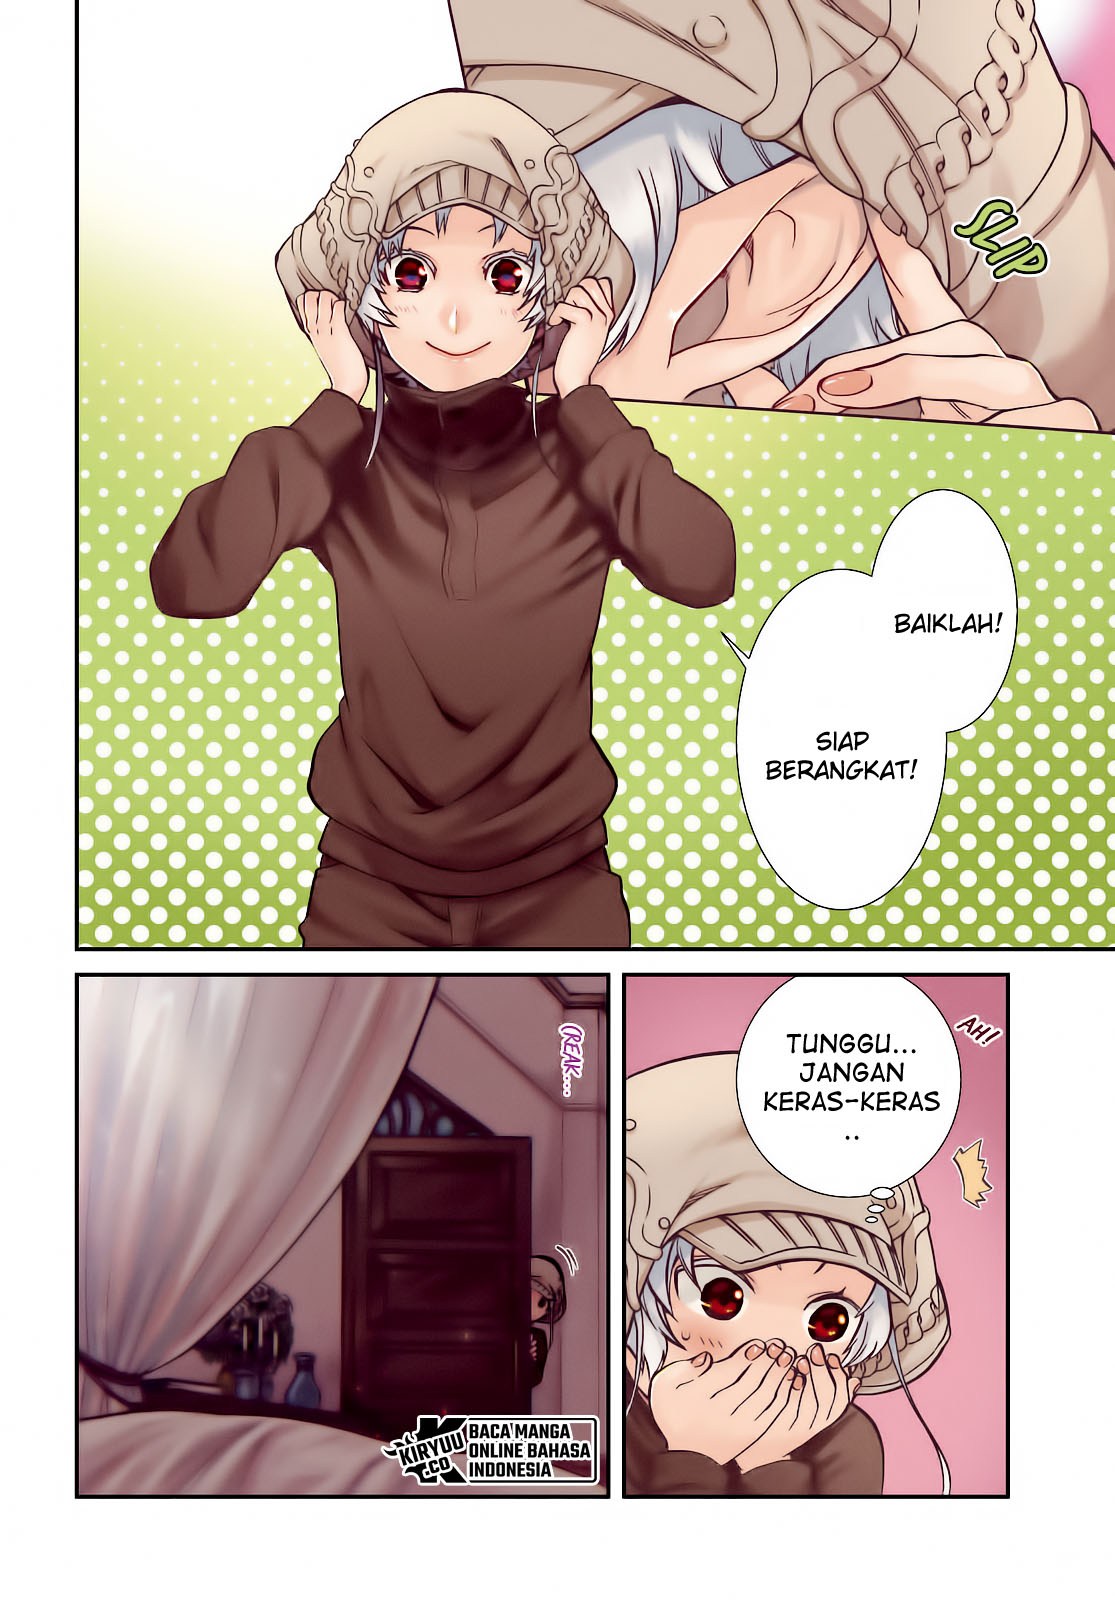 SLIP
BAIKLAH!
SIAP
BERANGKAT!
AH!
TUNGGU...
JANGAN
KERAS-KERAS
..
CREAK...
KIRYUU
.CO
BACA MANGA
ONLINE BAHASA
INDONESIA